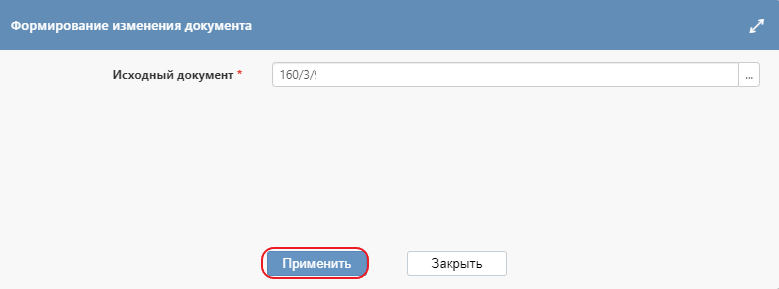 Формирование изменения документа
Исходный документ *
160/3/
...
Применить
Закрыть